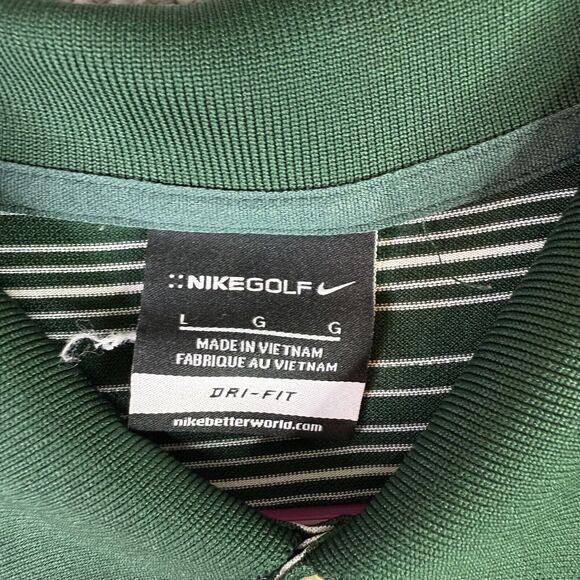 NIKEGOLF
L G G
MADE IN VIETNAM
FABRIQUE AU VIETNAM
DRI-FIT
nikebetterworld.com